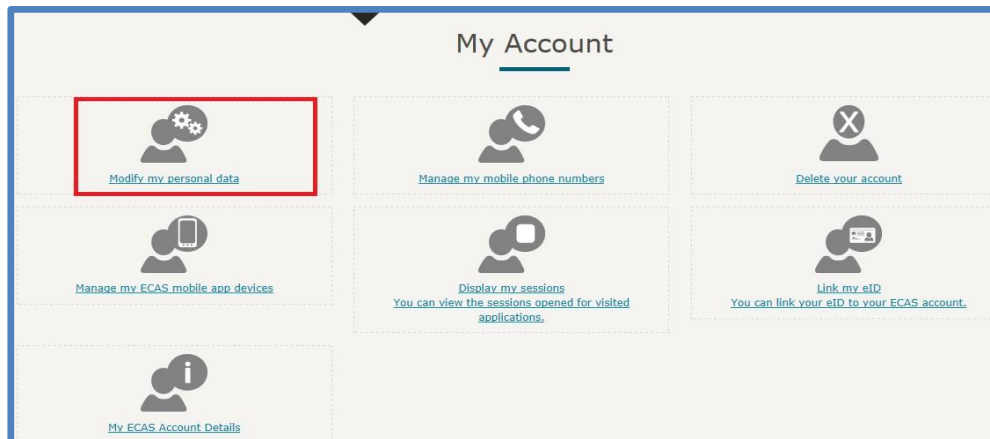 My Account
Modify my personal data
Manage my mobile phone numbers
Delete your account
Manage my ECAS mobile app devices
Display my sessions
You can view the sessions opened for visited
applications.
Link my eID
You can link your eID to your ECAS account.
My ECAS Account Details